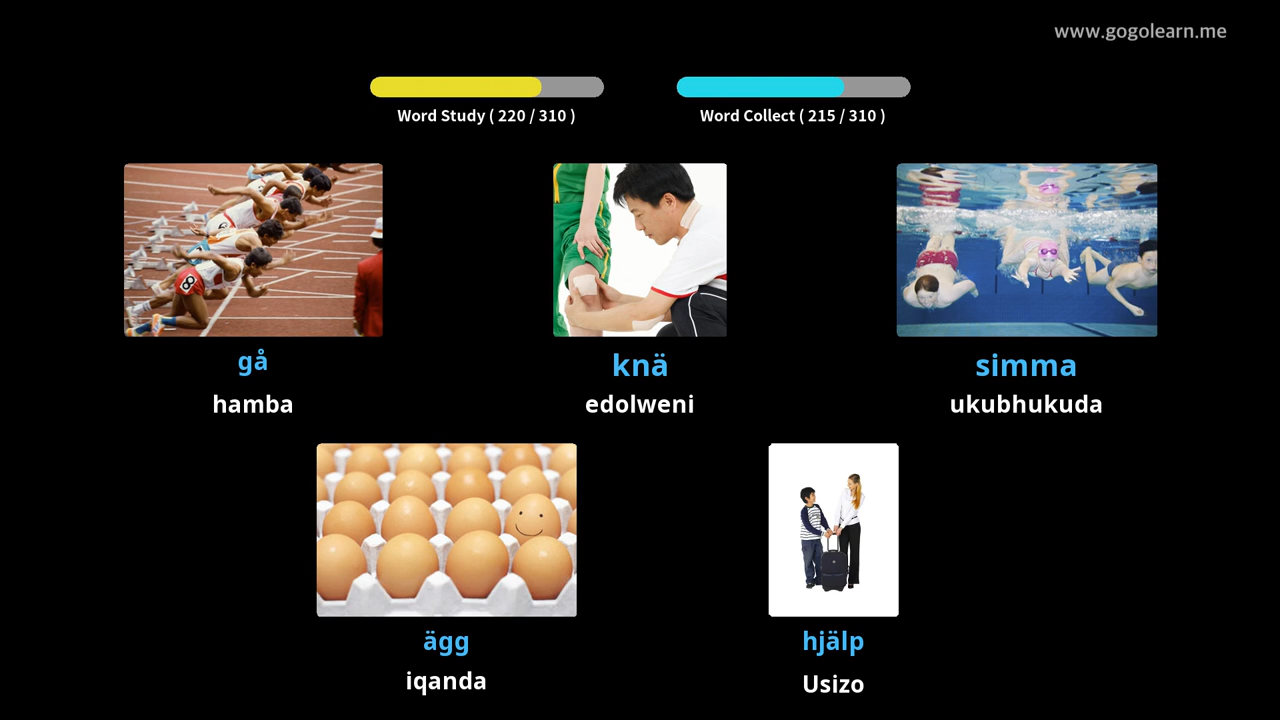 www.gogolearn.me
Word Study ( 220 / 310 )
Word Collect ( 215 / 310 )
8
gå
knä
simma
hamba
edolweni
ukubhukuda
ägg
hjälp
iqanda
Usizo